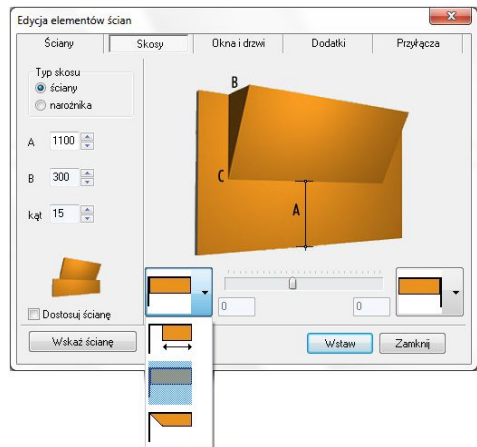 Edycja elementów ścian
Ściany
Skosy
Okna i drzwi
Dodatki
Przyłącza
Typ skosu
ściany
narożnika
A 1100
B 300
kąt 15
B
C
A
0
0
Dostosuj ścianę
Wskaż ścianę
Wstaw
Zamknij